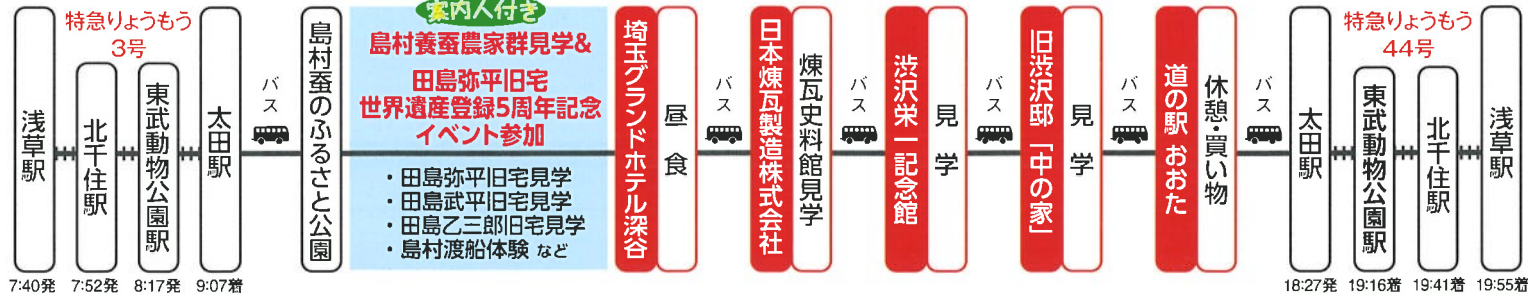 特急りょうもう
3号
浅草駅
7:40発
北千住駅
7:52発
東武動物公園駅
8:17発
太田駅
9:07着
バス
島村蚕のふるさと公園
案内人付き
島村養蚕農家群見学&
田島弥平旧宅
世界遺産登録5周年記念
イベント参加
・田島弥平旧宅見学
・田島武平旧宅見学
・田島乙三郎旧宅見学
・島村渡船体験 など
埼玉グランドホテル深谷
昼食
バス
日本煉瓦製造株式会社
煉瓦史料館見学
バス
渋沢栄一記念館
見学
バス
旧渋沢邸「中の家」
見学
バス
道の駅 おおた
休憩・買い物
バス
特急りょうもう
44号
太田駅
18:27発
東武動物公園駅
19:16着
北千住駅
19:41着
浅草駅
19:55着